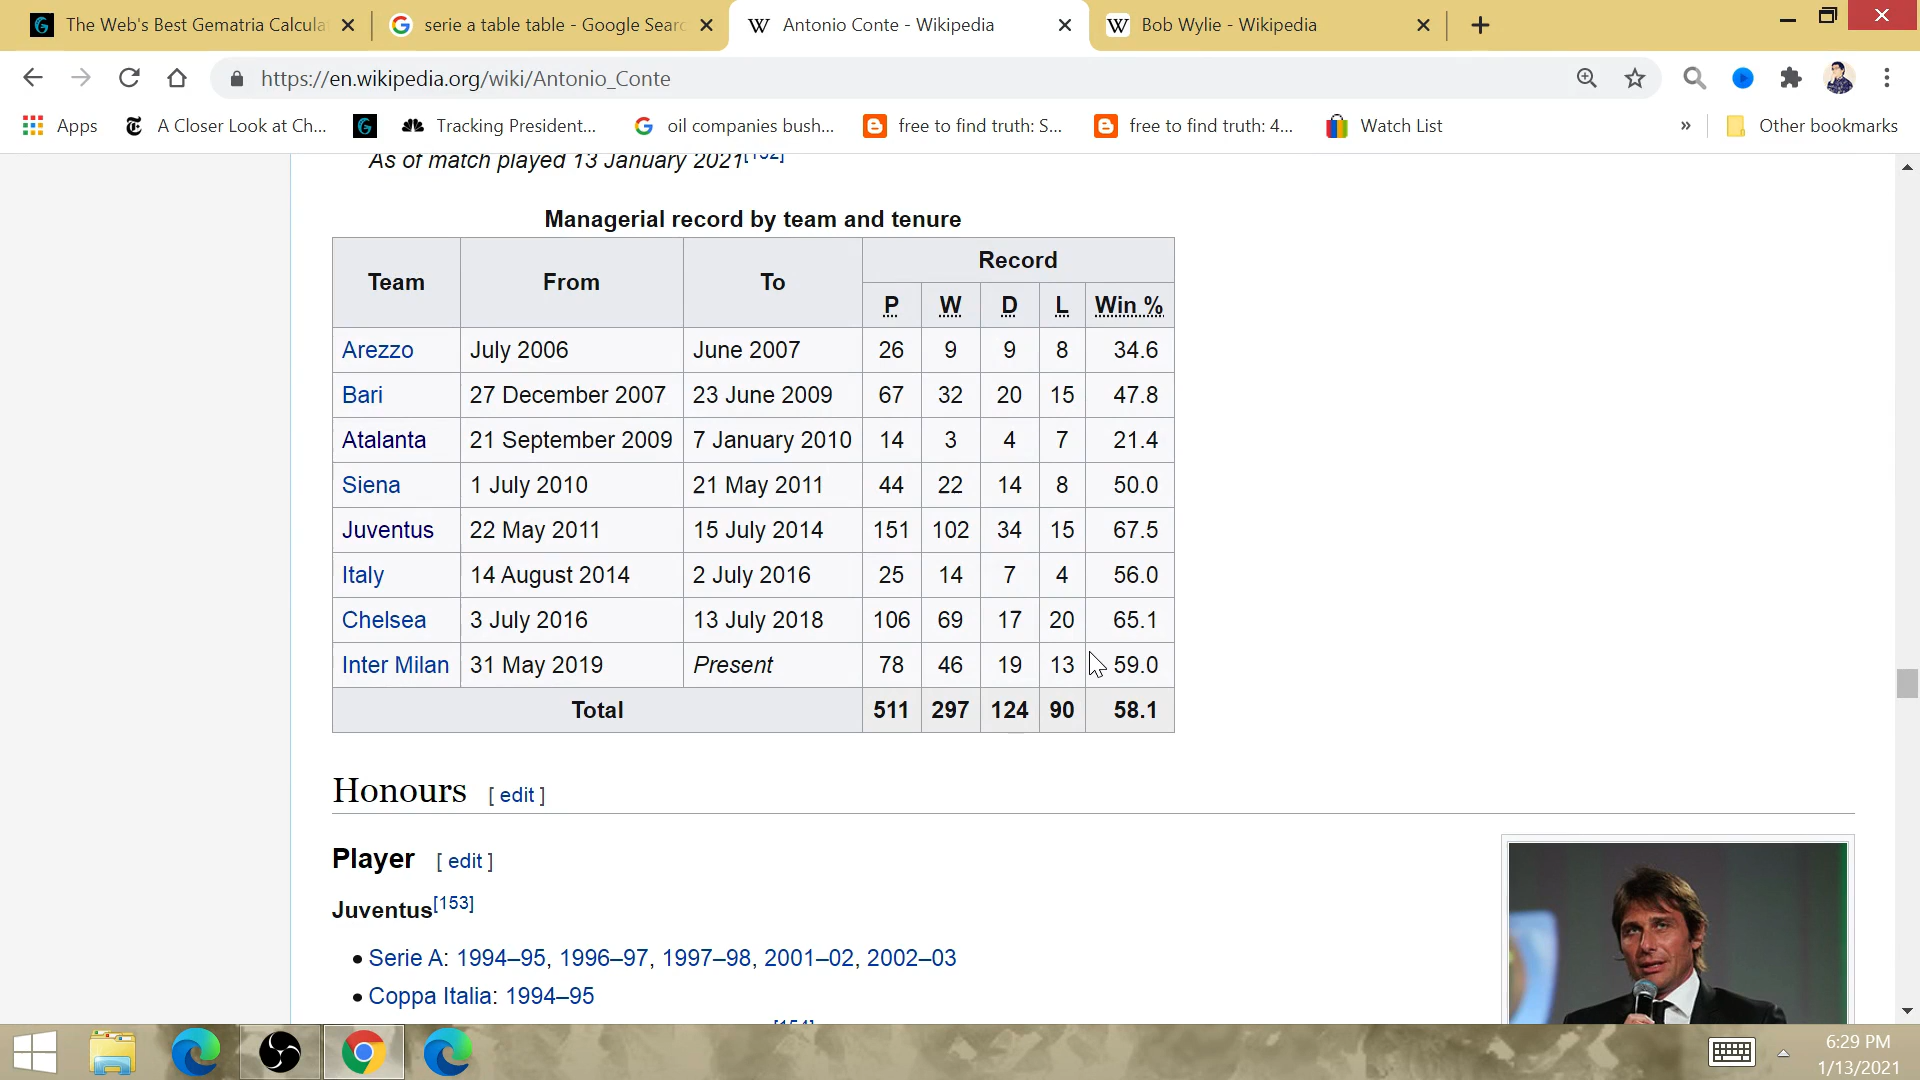 The Web's Best Gematria Calcula
serie a table table - Google Searc
Antonio Conte - Wikipedia
Bob Wylie - Wikipedia
https://en.wikipedia.org/wiki/Antonio_Conte
Apps
A Closer Look at Ch...
Tracking President...
oil companies bush...
free to find truth: S...
free to find truth: 4...
Watch List
»
Other bookmarks
As of match played 13 January 2021[152]
Managerial record by team and tenure
Team From To Record
P W D L Win %
Arezzo July 2006 June 2007 26 9 9 8 34.6
Bari 27 December 2007 23 June 2009 67 32 20 15 47.8
Atalanta 21 September 2009 7 January 2010 14 3 4 7 21.4
Siena 1 July 2010 21 May 2011 44 22 14 8 50.0
Juventus 22 May 2011 15 July 2014 151 102 34 15 67.5
Italy 14 August 2014 2 July 2016 25 14 7 4 56.0
Chelsea 3 July 2016 13 July 2018 106 69 17 20 65.1
Inter Milan 31 May 2019 Present 78 46 19 13 59.0
Total 511 297 124 90 58.1
Honours [ edit ]
Player [ edit ]
Juventus[153]
• Serie A: 1994–95, 1996–97, 1997–98, 2001–02, 2002–03
• Coppa Italia: 1994–95
6:29 PM
1/13/2021